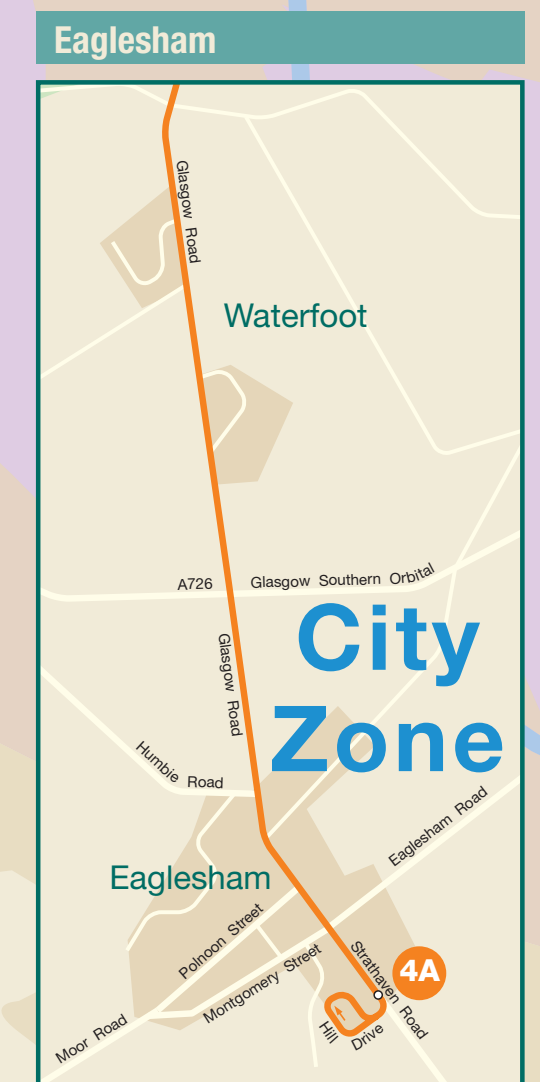 Eaglesham
Glasgow Road
Waterfoot
A726
Glasgow Southern Orbital
City
Zone
Glasgow Road
Humbie Road
Eaglesham Road
Eaglesham
Polnoon Street
Montgomery Street
Strathaven Road
4A
Moor Road
Hill Drive